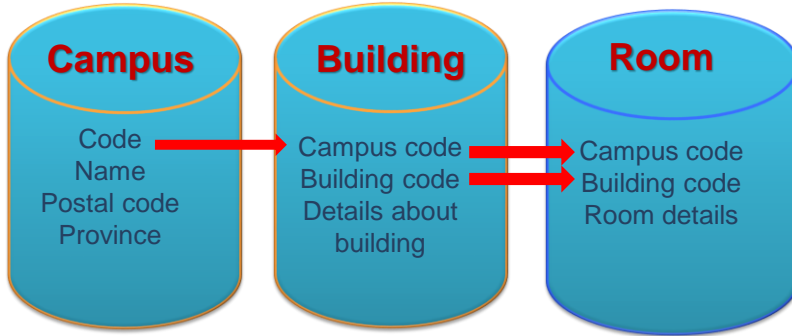 Campus
Code
Name
Postal code
Province
Building
Campus code
Building code
Details about
building
Room
Campus code
Building code
Room details